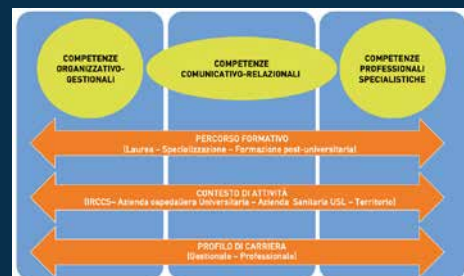 COMPETENZE
ORGANIZZATIVO-
GESTIONALI
COMPETENZE
COMUNICATIVO-RELAZIONALI
COMPETENZE
PROFESSIONALI
SPECIALISTICHE
PERCORSO FORMATIVO
(Laurea – Specializzazione – Formazione post-universitaria)
CONTESTO DI ATTIVITÀ
(IRCCS– Azienda ospedaliera Universitaria – Azienda Sanitaria USL – Territorio)
PROFILO DI CARRIERA
(Gestionale – Professionale)